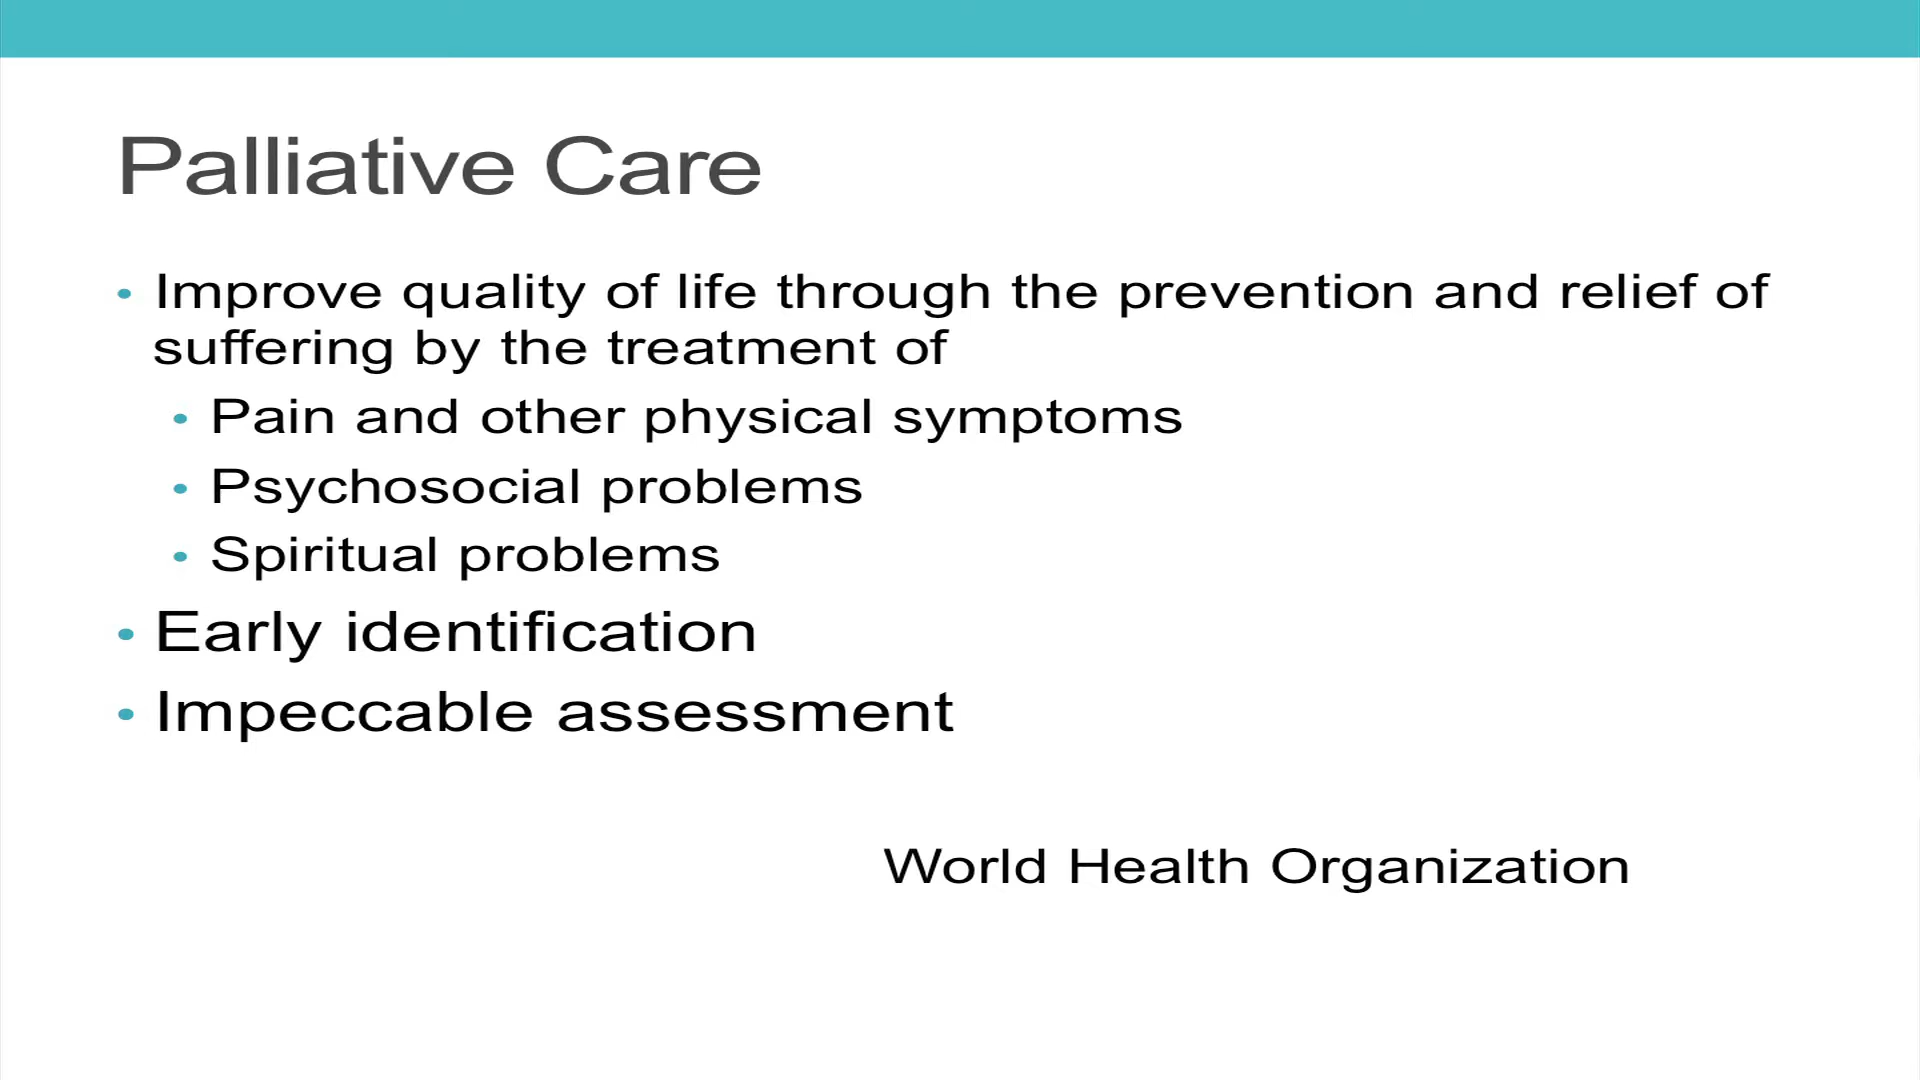 Palliative Care
• Improve quality of life through the prevention and relief of
suffering by the treatment of
• Pain and other physical symptoms
• Psychosocial problems
• Spiritual problems
• Early identification
• Impeccable assessment
World Health Organization